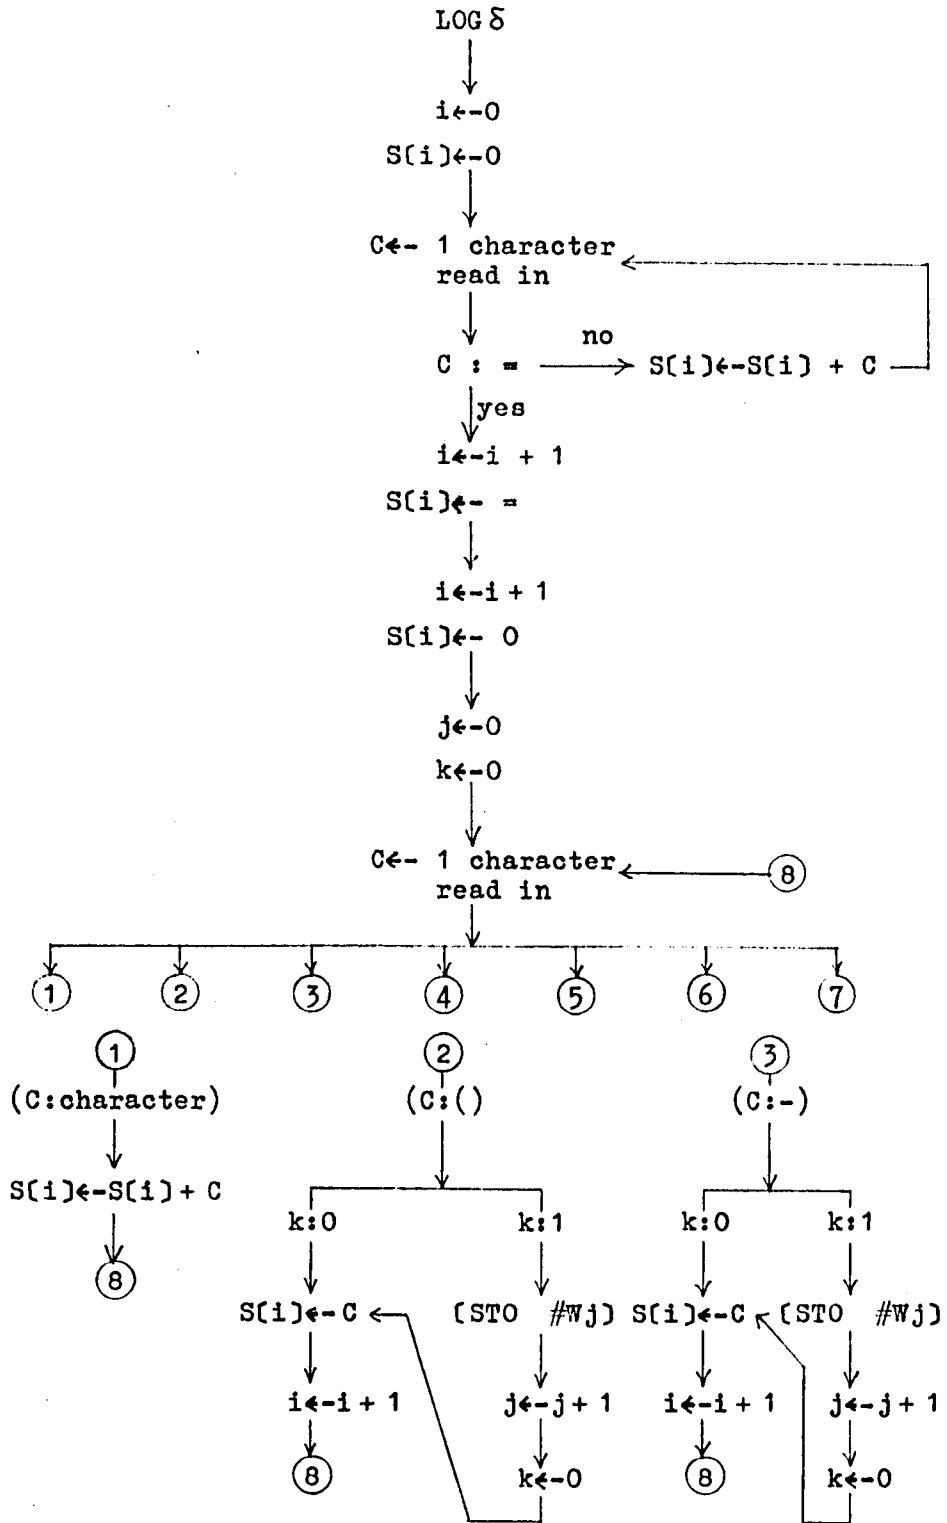 LOG δ
i←0
S[i]←0
C← 1 character
read in
C : = no S[i]←S[i] + C
yes
i←i + 1
S[i]← =
i←i + 1
S[i]← 0
j←0
k←0
C← 1 character
read in
8
1 2 3 4 5 6 7
1 2 3
(C:character) (C:() (C:-)
S[i]←S[i] + C
k:0 k:1 k:0 k:1
8
S[i]←C [STO #Wj] S[i]←C [STO #Wj]
i←i + 1 j←j + 1 i←i + 1 j←j + 1
8 k←0 8 k←0